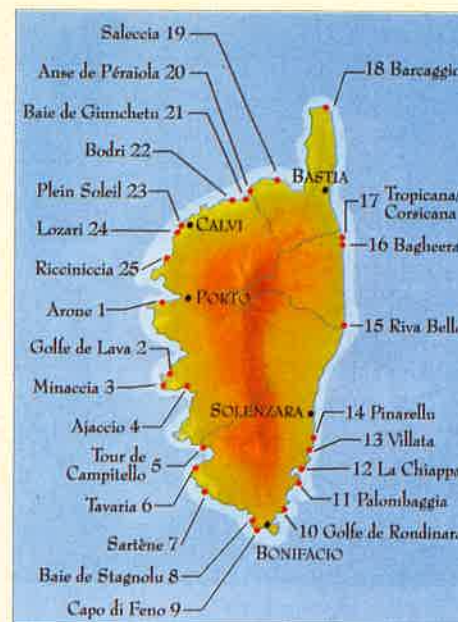 Saleccia 19
Anse de Péraiola 20
Baie de Giunchetu 21
Bodri 22
Plein Soleil 23
Lozari 24
Ricciniccia 25
Arone 1
Golfe de Lava 2
Minaccia 3
Ajaccio 4
Tour de
Campitello 5
Tavaria 6
Sartène 7
Baie de Stagnolu 8
Capo di Feno 9
CALVI
PORTO
SOLENZARA
BASTIA
BONIFACIO
18 Barcaggio
17 Tropicana/
Corsicana
16 Bagheera
15 Riva Bella
14 Pinarellu
13 Villata
12 La Chiappa
11 Palombaggia
10 Golfe de Rondinara